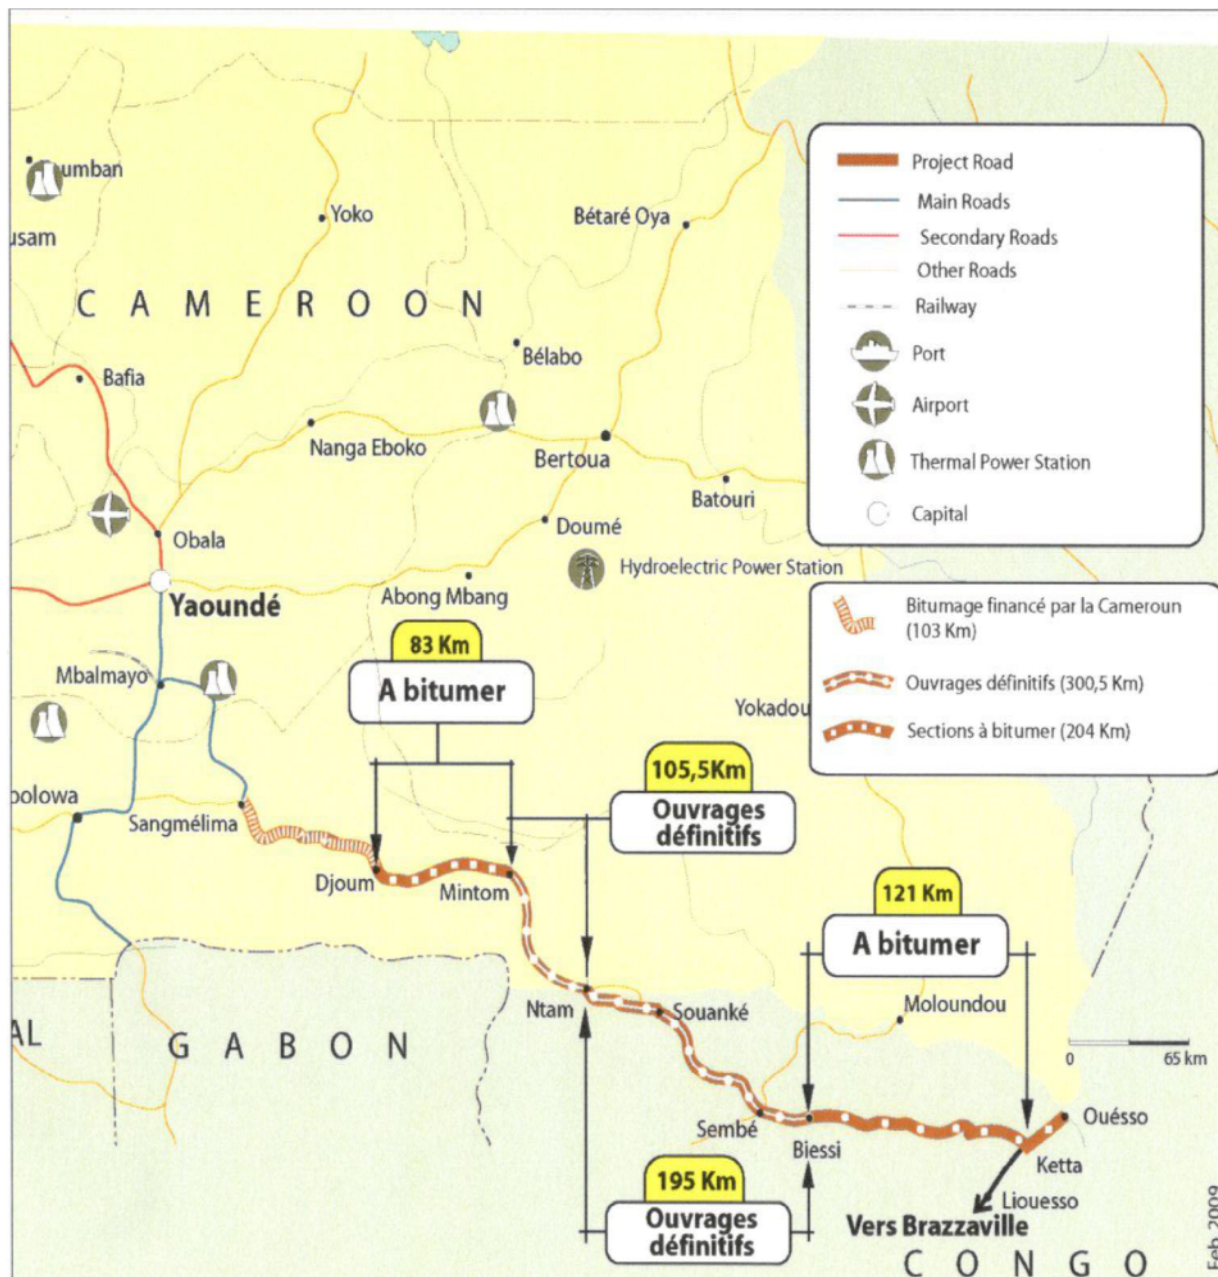 umban
usam
Yoko
Bétaré Oya
CAMEROON
Bélabo
Bafia
Nanga Eboko
Bertoua
Batouri
Obala
Doumé
Hydroelectric Power Station
Yaoundé
Abong Mbang
Project Road
Main Roads
Secondary Roads
Other Roads
Railway
Port
Airport
Thermal Power Station
Capital
Bitumage financé par la Cameroun
(103 Km)
Ouvrages définitifs (300,5 Km)
Sections à bitumer (204 Km)
83 Km
A bitumer
Mbalmayo
Yokadou
105,5Km
Ouvrages
définitifs
oolowa
Sangmélima
Djoum
Mintom
121 Km
A bitumer
Ntam
Souanké
Moloundou
AL
GABON
0
65 km
Sembé
Biessi
Ouésso
Ketta
195 Km
Ouvrages
définitifs
Liouesso
Vers Brazzaville
CONGO
Feb. 2009